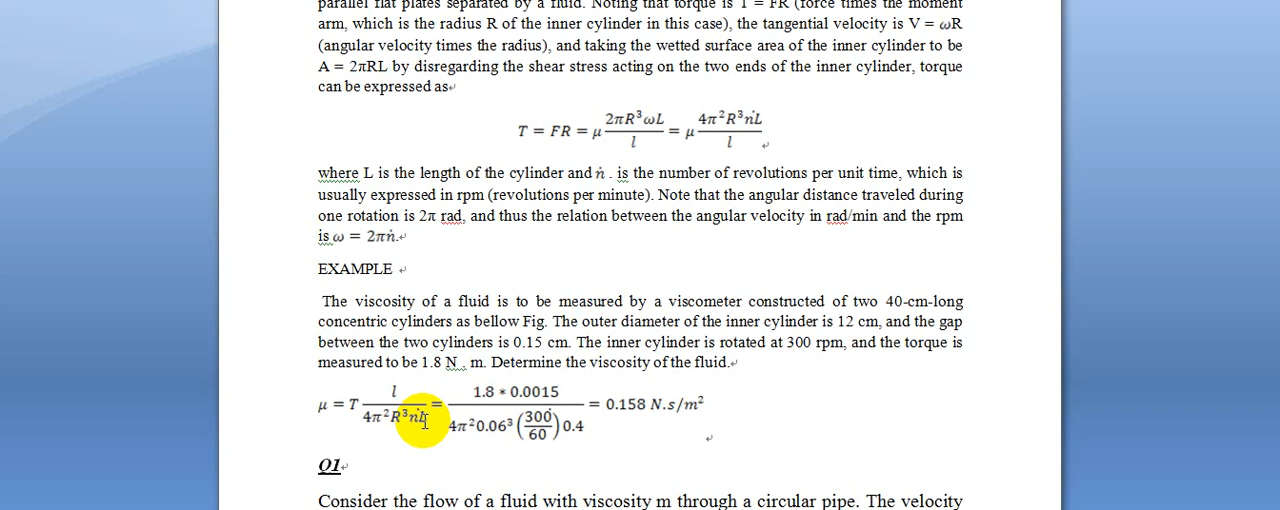 parallel flat plates separated by a fluid. Noting that torque is T = FR (force times the moment
arm, which is the radius R of the inner cylinder in this case), the tangential velocity is V = ωR
(angular velocity times the radius), and taking the wetted surface area of the inner cylinder to be
A = 2πRL by disregarding the shear stress acting on the two ends of the inner cylinder, torque
can be expressed as
T = FR = μ 2πR³ωL / l = μ 4π²R³ṅL / l
where L is the length of the cylinder and ṅ . is the number of revolutions per unit time, which is
usually expressed in rpm (revolutions per minute). Note that the angular distance traveled during
one rotation is 2π rad, and thus the relation between the angular velocity in rad/min and the rpm
is ω = 2πṅ.
EXAMPLE
The viscosity of a fluid is to be measured by a viscometer constructed of two 40-cm-long
concentric cylinders as bellow Fig. The outer diameter of the inner cylinder is 12 cm, and the gap
between the two cylinders is 0.15 cm. The inner cylinder is rotated at 300 rpm, and the torque is
measured to be 1.8 N . m. Determine the viscosity of the fluid.
μ = T l / 4π²R³ṅL = 1.8 * 0.0015 / 4π²0.06³ (300/60) 0.4 = 0.158 N.s/m²
Q1
Consider the flow of a fluid with viscosity m through a circular pipe. The velocity